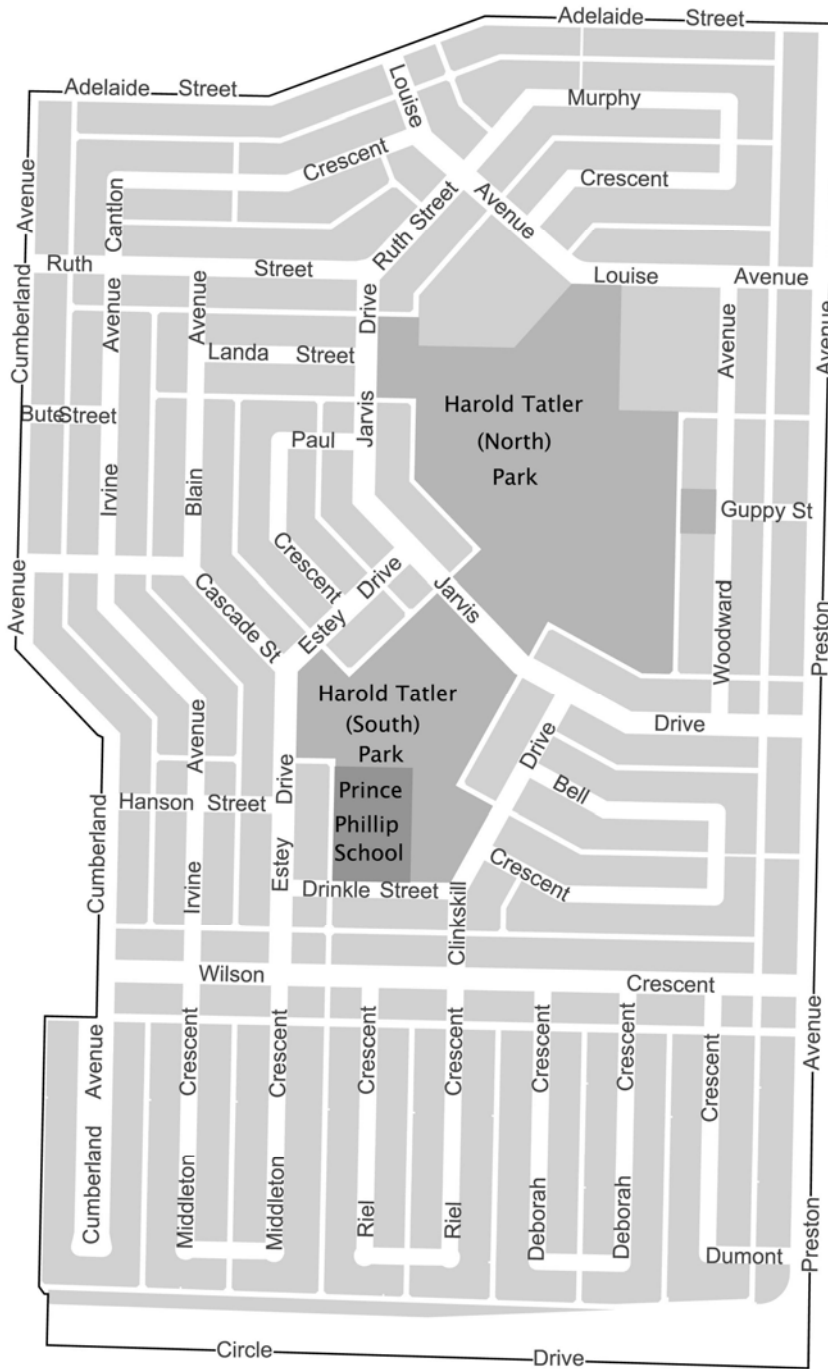 Adelaide Street
Adelaide Street
Louise
Murphy
Crescent
Crescent
Avenue
Cantlon
Avenue
Ruth Street
Ruth Street
Louise Avenue
Cumberland
Avenue
Avenue
Drive
Avenue
Avenue
Landa Street
Harold Tatler
(North)
Park
Bute Street
Paul
Jarvis
Irvine
Blain
Guppy St
Crescent
Drive
Jarvis
Estey
Cascade St
Avenue
Woodward
Preston
Harold Tatler
(South)
Park
Drive
Drive
Avenue
Drive
Prince
Phillip
School
Bell
Hanson Street
Cumberland
Estey
Irvine
Crescent
Drinkle Street
Clinkskill
Wilson Crescent
Avenue
Crescent
Crescent
Crescent
Crescent
Crescent
Crescent
Crescent
Avenue
Cumberland
Middleton
Middleton
Riel
Riel
Deborah
Deborah
Dumont
Preston
Circle Drive